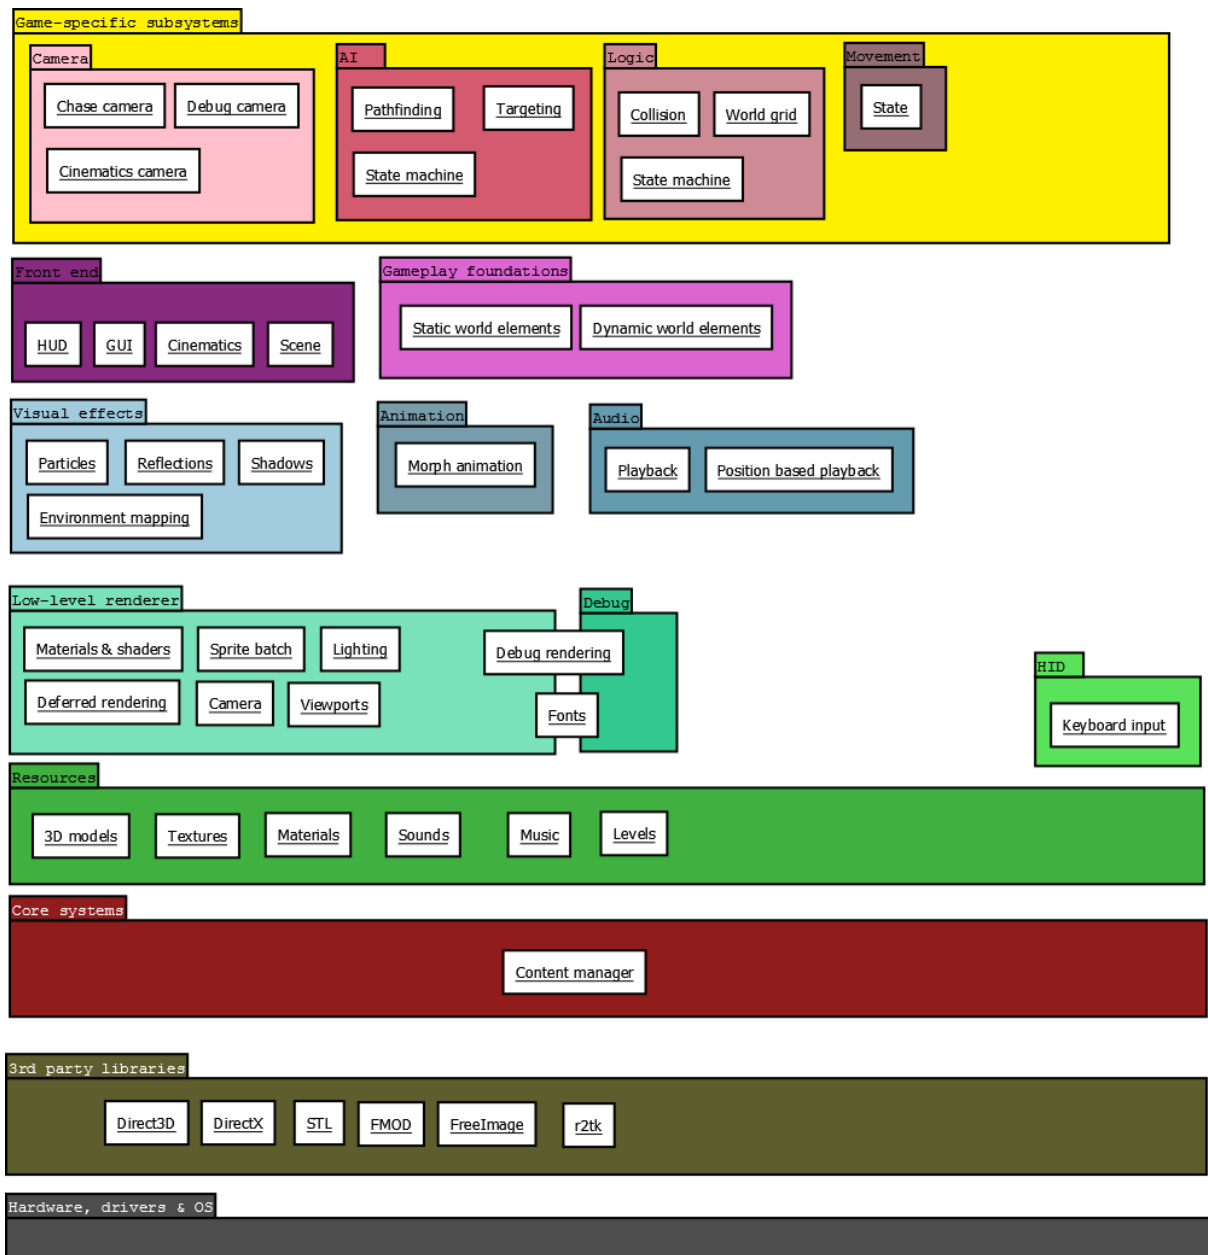 Game-specific subsystems
Camera
AI
Logic
Movement
Chase camera
Debug camera
Cinematics camera
Pathfinding
Targeting
State machine
Collision
World grid
State machine
State
Front end
HUD
GUI
Cinematics
Scene
Gameplay foundations
Static world elements
Dynamic world elements
Visual effects
Particles
Reflections
Shadows
Environment mapping
Animation
Morph animation
Audio
Playback
Position based playback
Low-level renderer
Materials & shaders
Sprite batch
Lighting
Deferred rendering
Camera
Viewports
Debug rendering
Fonts
Debug
HID
Keyboard input
Resources
3D models
Textures
Materials
Sounds
Music
Levels
Core systems
Content manager
3rd party libraries
Direct3D
DirectX
STL
FMOD
FreeImage
r2tk
Hardware, drivers & OS